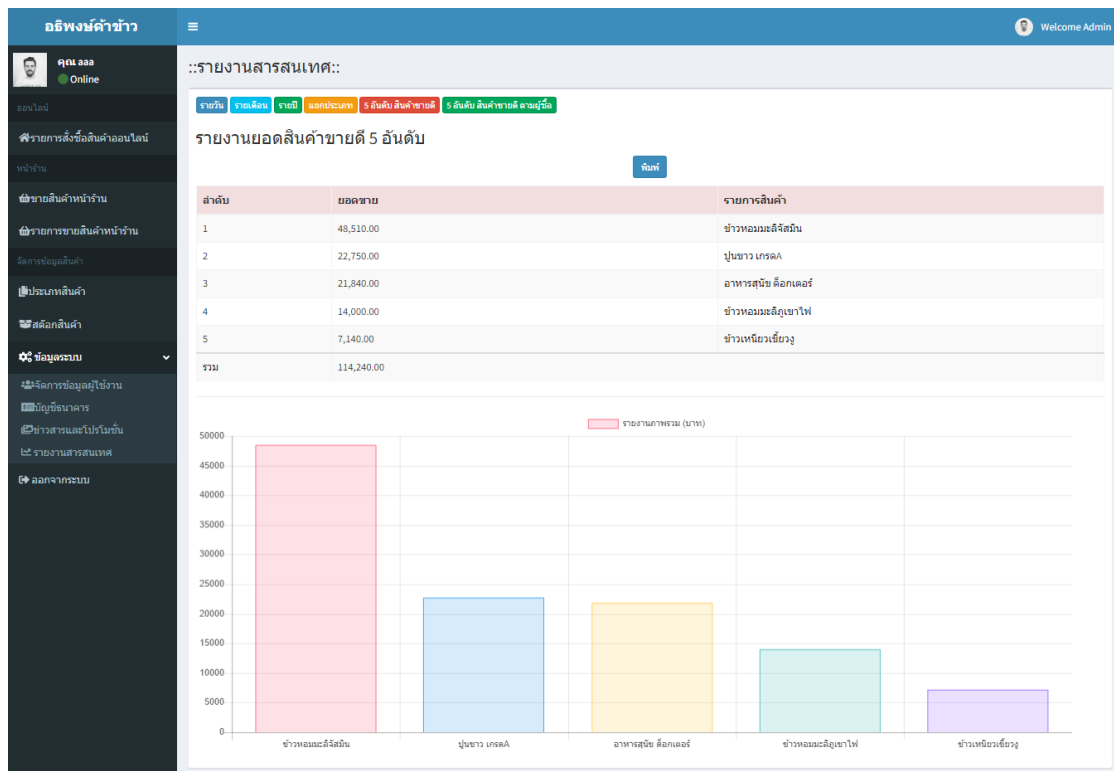 อธิพงษ์ค้าข้าว
Welcome Admin
คุณ aaa
Online
ออนไลน์
รายการสั่งซื้อสินค้าออนไลน์
หน้าร้าน
ขายสินค้าหน้าร้าน
รายการขายสินค้าหน้าร้าน
จัดการข้อมูลสินค้า
ประเภทสินค้า
สต๊อกสินค้า
ข้อมูลระบบ
จัดการข้อมูลผู้ใช้งาน
บัญชีธนาคาร
ข่าวสารและโปรโมชั่น
รายงานสารสนเทศ
ออกจากระบบ
::รายงานสารสนเทศ::
รายวัน รายเดือน รายปี แยกประเภท 5 อันดับ สินค้าขายดี 5 อันดับ สินค้าขายดี ตามผู้ซื้อ
รายงานยอดสินค้าขายดี 5 อันดับ
พิมพ์
ลำดับ ยอดขาย รายการสินค้า
1 48,510.00 ข้าวหอมมะลิจัสมิน
2 22,750.00 ปูนขาว เกรดA
3 21,840.00 อาหารสุนัข ด็อกเตอร์
4 14,000.00 ข้าวหอมมะลิภูเขาไฟ
5 7,140.00 ข้าวเหนียวเขี้ยวงู
รวม 114,240.00
รายงานภาพรวม (บาท)
50000
45000
40000
35000
30000
25000
20000
15000
10000
5000
0
ข้าวหอมมะลิจัสมิน ปูนขาว เกรดA อาหารสุนัข ด็อกเตอร์ ข้าวหอมมะลิภูเขาไฟ ข้าวเหนียวเขี้ยวงู